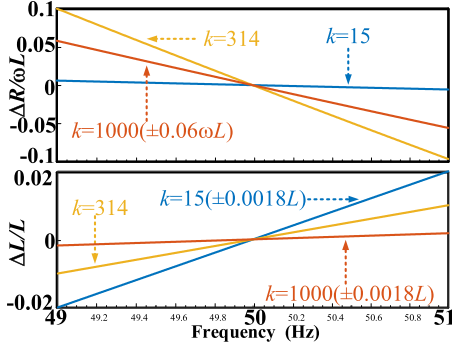 0.1
0.05
0
-0.05
-0.1
ΔR/ωL
k=314
k=15
k=1000(±0.06ωL)
0.02
0
-0.02
ΔL/L
k=314
k=15(±0.0018L)
k=1000(±0.0018L)
49 49.2 49.4 49.6 49.8 50 50.2 50.4 50.6 50.8 51
Frequency (Hz)